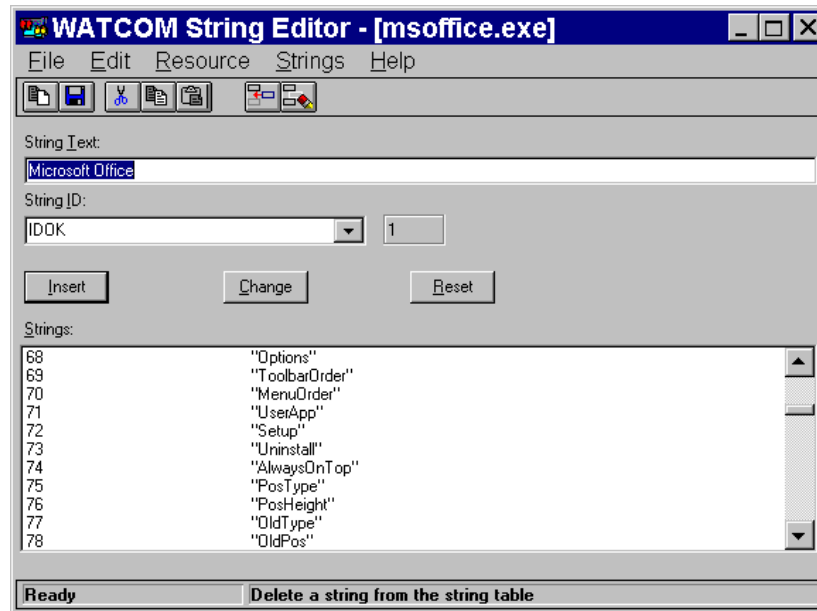 WATCOM String Editor - [msoffice.exe]
File Edit Resource Strings Help
String Text:
Microsoft Office
String ID:
IDOK 1
Insert Change Reset
Strings:
68 "Options"
69 "ToolbarOrder"
70 "MenuOrder"
71 "UserApp"
72 "Setup"
73 "Uninstall"
74 "AlwaysOnTop"
75 "PosType"
76 "PosHeight"
77 "OldType"
78 "OldPos"
Ready Delete a string from the string table